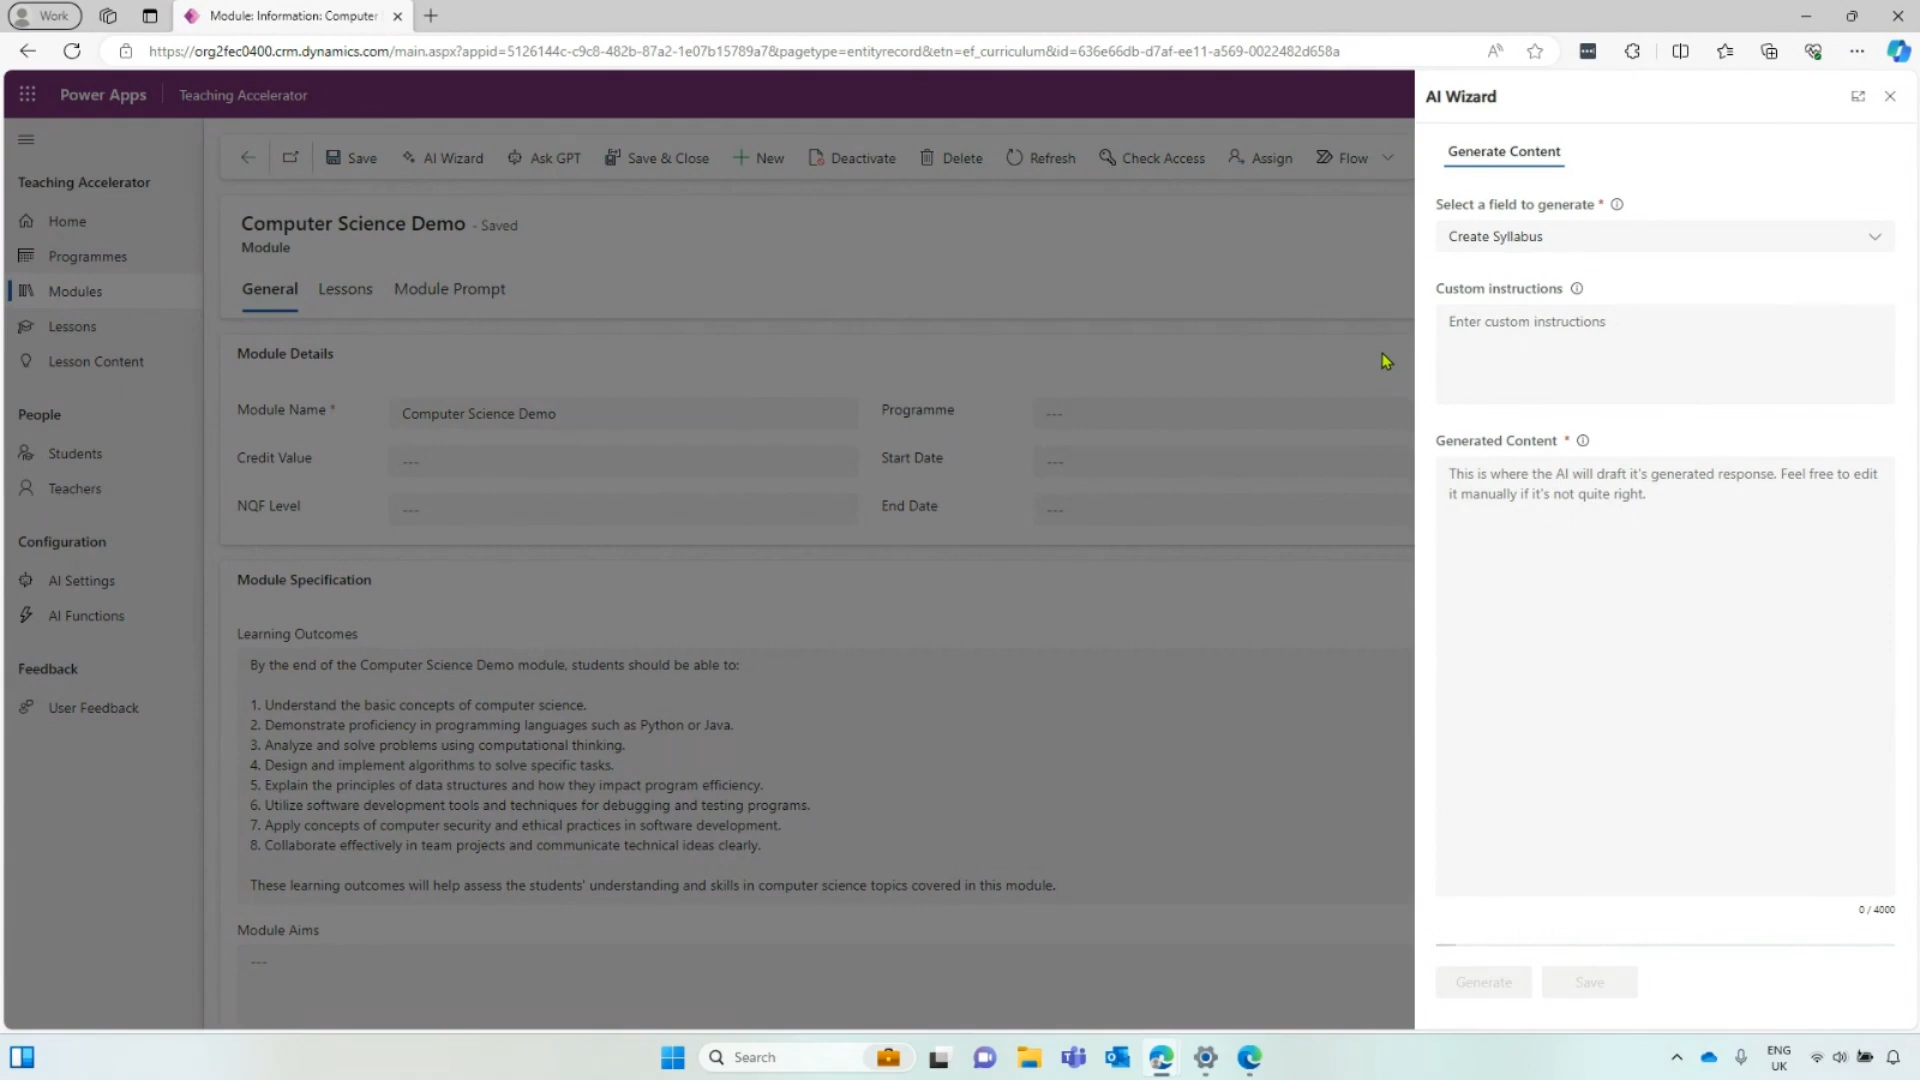 Work
Module: Information: Computer
https://org2fec0400.crm.dynamics.com/main.aspx?appid=5126144c-c9c8-482b-87a2-1e07b15789a7&pagetype=entityrecord&etn=ef_curriculum&id=636e66db-d7af-ee11-a569-0022482d658a
Power Apps
Teaching Accelerator
Save
AI Wizard
Ask GPT
Save & Close
New
Deactivate
Delete
Refresh
Check Access
Assign
Flow
Teaching Accelerator
Home
Programmes
Modules
Lessons
Lesson Content
People
Students
Teachers
Configuration
AI Settings
AI Functions
Feedback
User Feedback
Computer Science Demo - Saved
Module
General
Lessons
Module Prompt
Module Details
Module Name *
Computer Science Demo
Programme
---
Credit Value
---
Start Date
---
NQF Level
---
End Date
---
Module Specification
Learning Outcomes
By the end of the Computer Science Demo module, students should be able to:
1. Understand the basic concepts of computer science.
2. Demonstrate proficiency in programming languages such as Python or Java.
3. Analyze and solve problems using computational thinking.
4. Design and implement algorithms to solve specific tasks.
5. Explain the principles of data structures and how they impact program efficiency.
6. Utilize software development tools and techniques for debugging and testing programs.
7. Apply concepts of computer security and ethical practices in software development.
8. Collaborate effectively in team projects and communicate technical ideas clearly.
These learning outcomes will help assess the students' understanding and skills in computer science topics covered in this module.
Module Aims
---
AI Wizard
Generate Content
Select a field to generate *
Create Syllabus
Custom instructions
Enter custom instructions
Generated Content *
This is where the AI will draft it's generated response. Feel free to edit
it manually if it's not quite right.
0 / 4000
Generate
Save
Search
ENG
UK